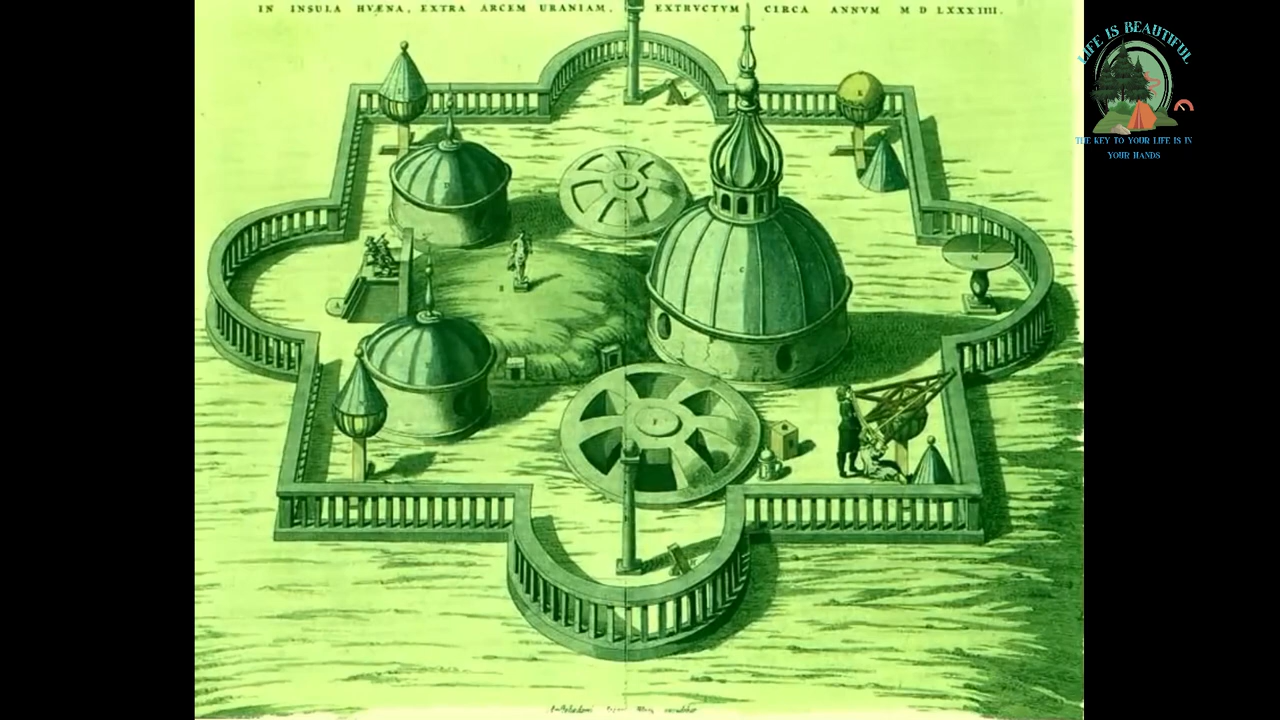 IN INSULA HVÆNA, EXTRA ARCEM URANIAM, EXTRVCTVM CIRCA ANNVM M D LXXXIIII.
LIFE IS BEAUTIFUL
THE KEY TO YOUR LIFE IS IN
YOUR HANDS